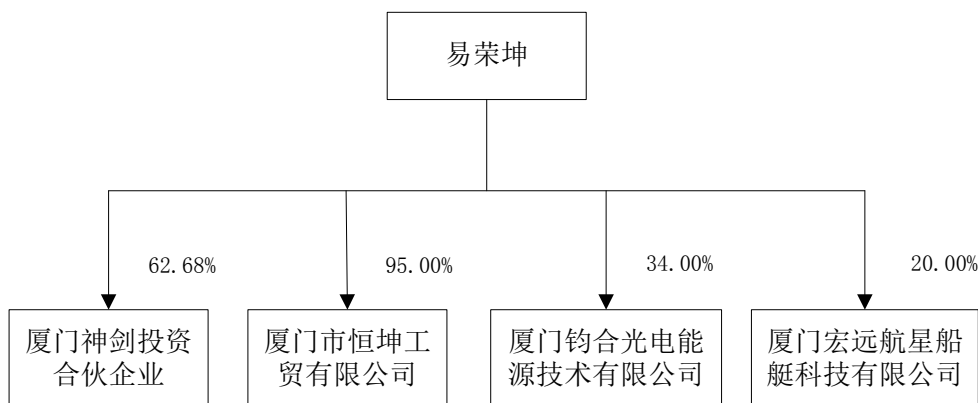 易荣坤
62.68%
95.00%
34.00%
20.00%
厦门神剑投资
合伙企业
厦门市恒坤工
贸有限公司
厦门钧合光电能
源技术有限公司
厦门宏远航星船
艇科技有限公司